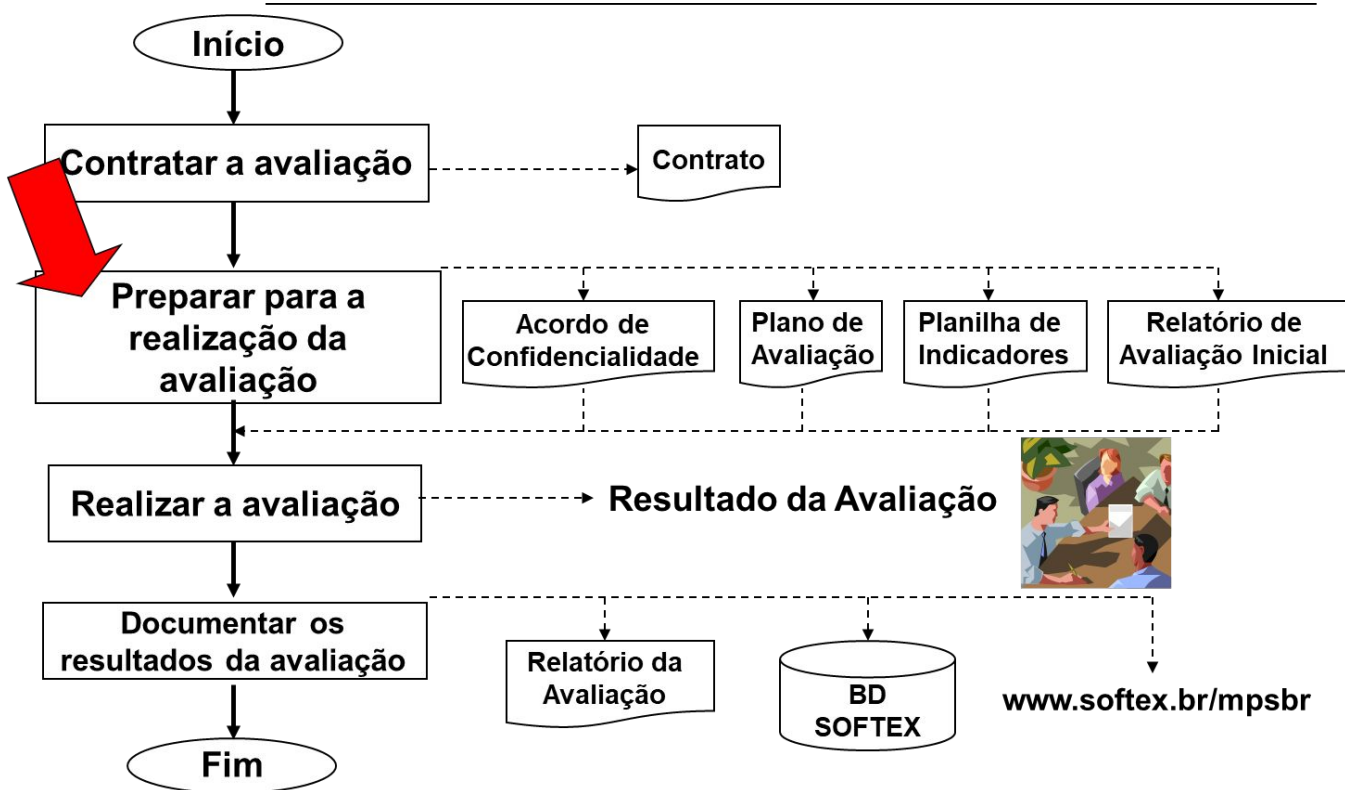 Início
Contratar a avaliação
Contrato
Preparar para a
realização da
avaliação
Acordo de
Confidencialidade
Plano de
Avaliação
Planilha de
Indicadores
Relatório de
Avaliação Inicial
Realizar a avaliação
Resultado da Avaliação
Documentar os
resultados da avaliação
Relatório da
Avaliação
BD
SOFTEX
www.softex.br/mpsbr
Fim